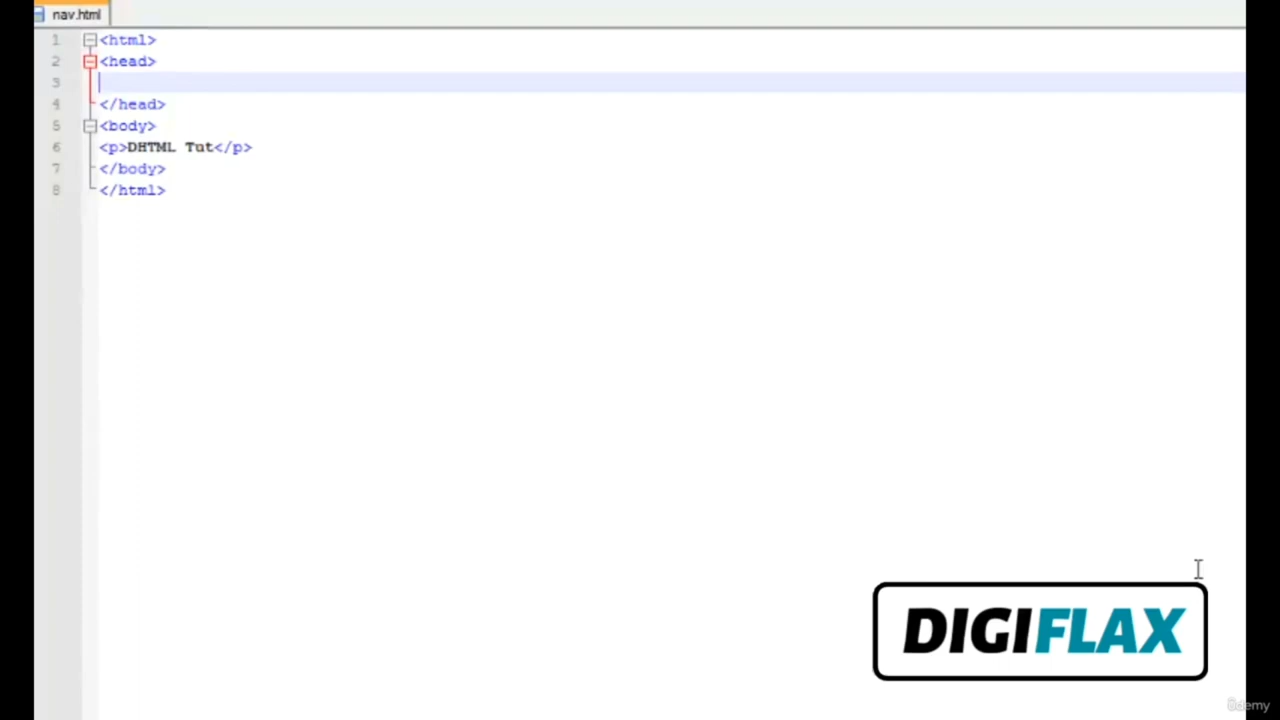 nav.html
1 <html>
2 <head>
3
4 </head>
5 <body>
6 <p>DHTML Tut</p>
7 </body>
8 </html>
DIGIFLAX
ûdemy